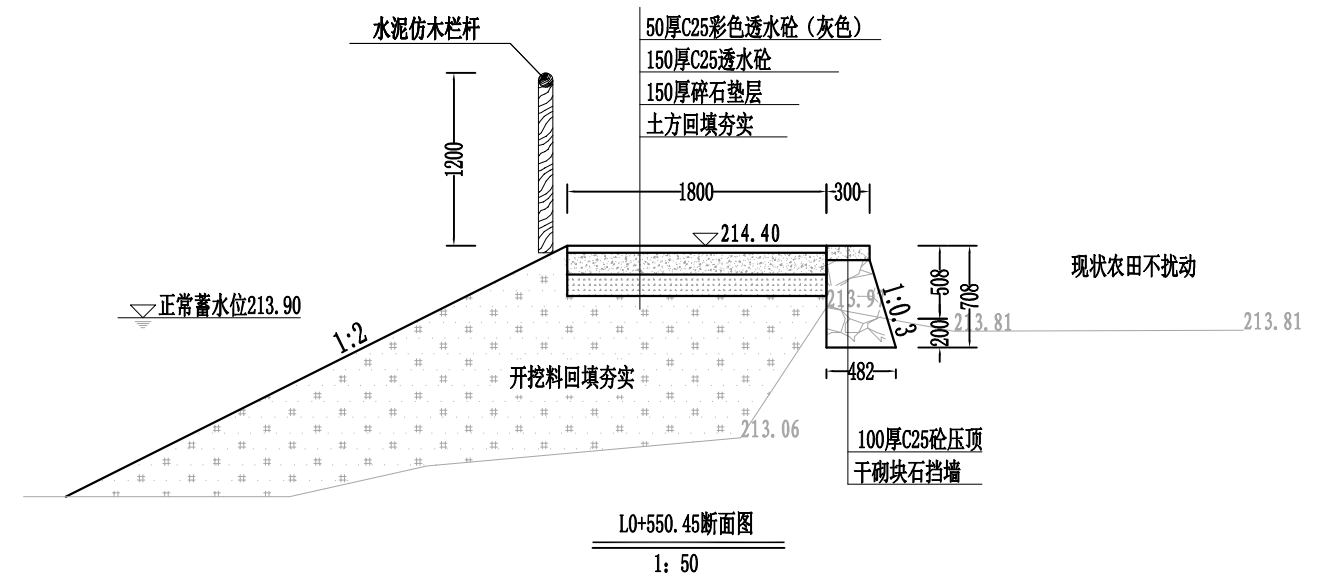 水泥仿木栏杆
50厚C25彩色透水砼（灰色）
150厚C25透水砼
150厚碎石垫层
土方回填夯实
1200
1800
300
214.40
正常蓄水位213.90
1:2
213.97
1:0.3
508
708
200
现状农田不扰动
213.81
213.81
482
开挖料回填夯实
213.06
100厚C25砼压顶
干砌块石挡墙
L0+550.45断面图
1：50